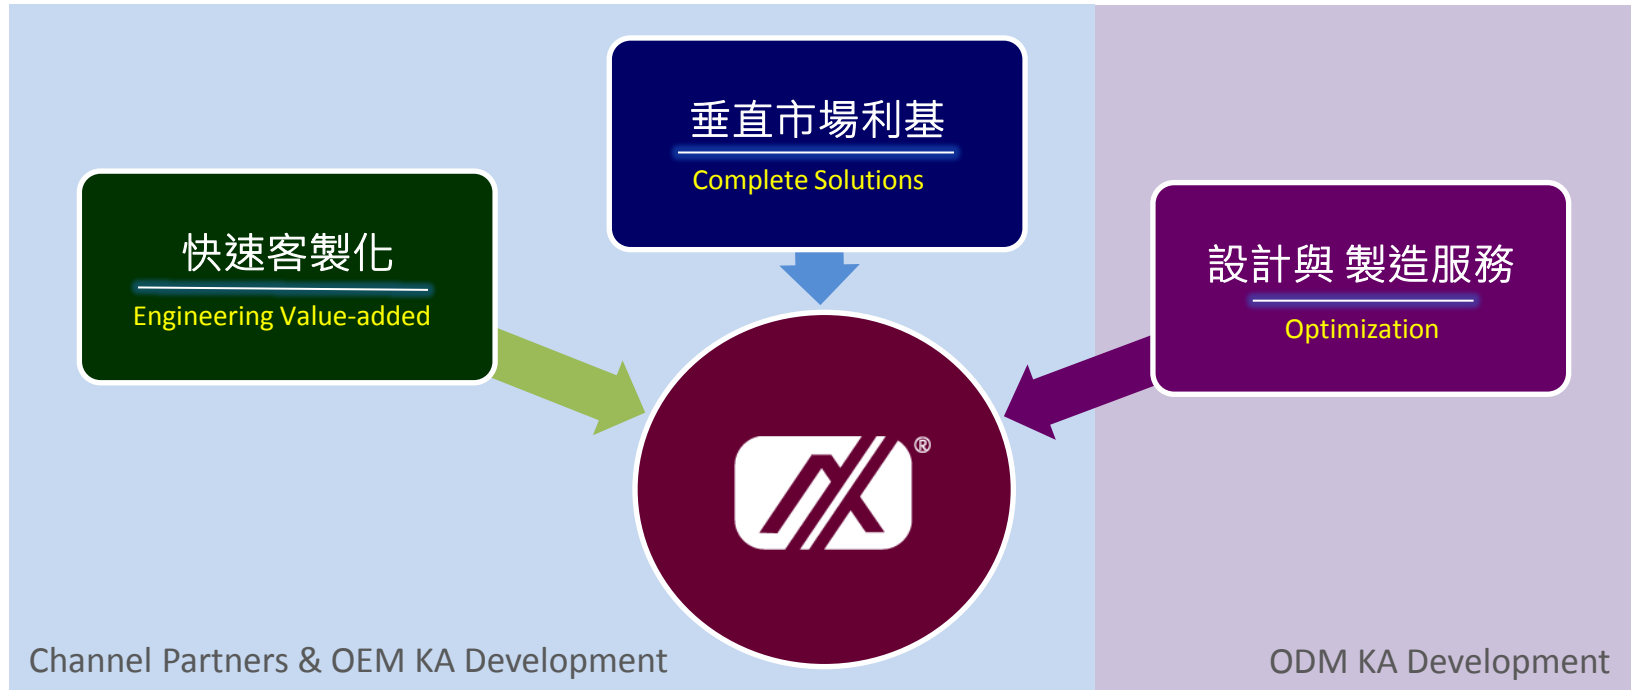 垂直市場利基
Complete Solutions
快速客製化
Engineering Value-added
設計與 製造服務
Optimization
®
Channel Partners & OEM KA Development
ODM KA Development